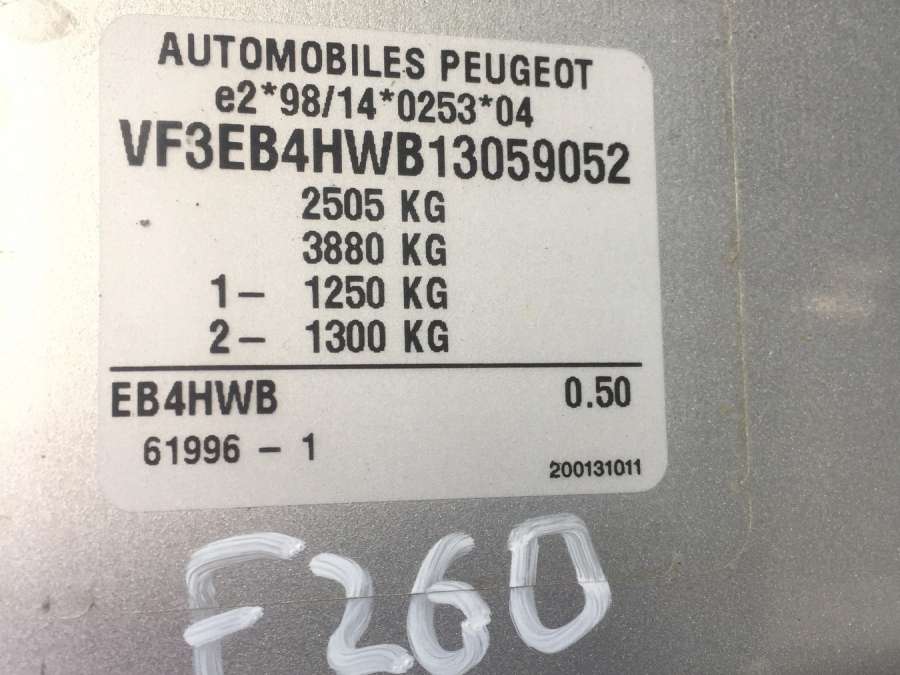 AUTOMOBILES PEUGEOT
e2*98/14*0253*04
VF3EB4HWB13059052
2505 KG
3880 KG
1- 1250 KG
2- 1300 KG
EB4HWB 0.50
61996 - 1
200131011
F260